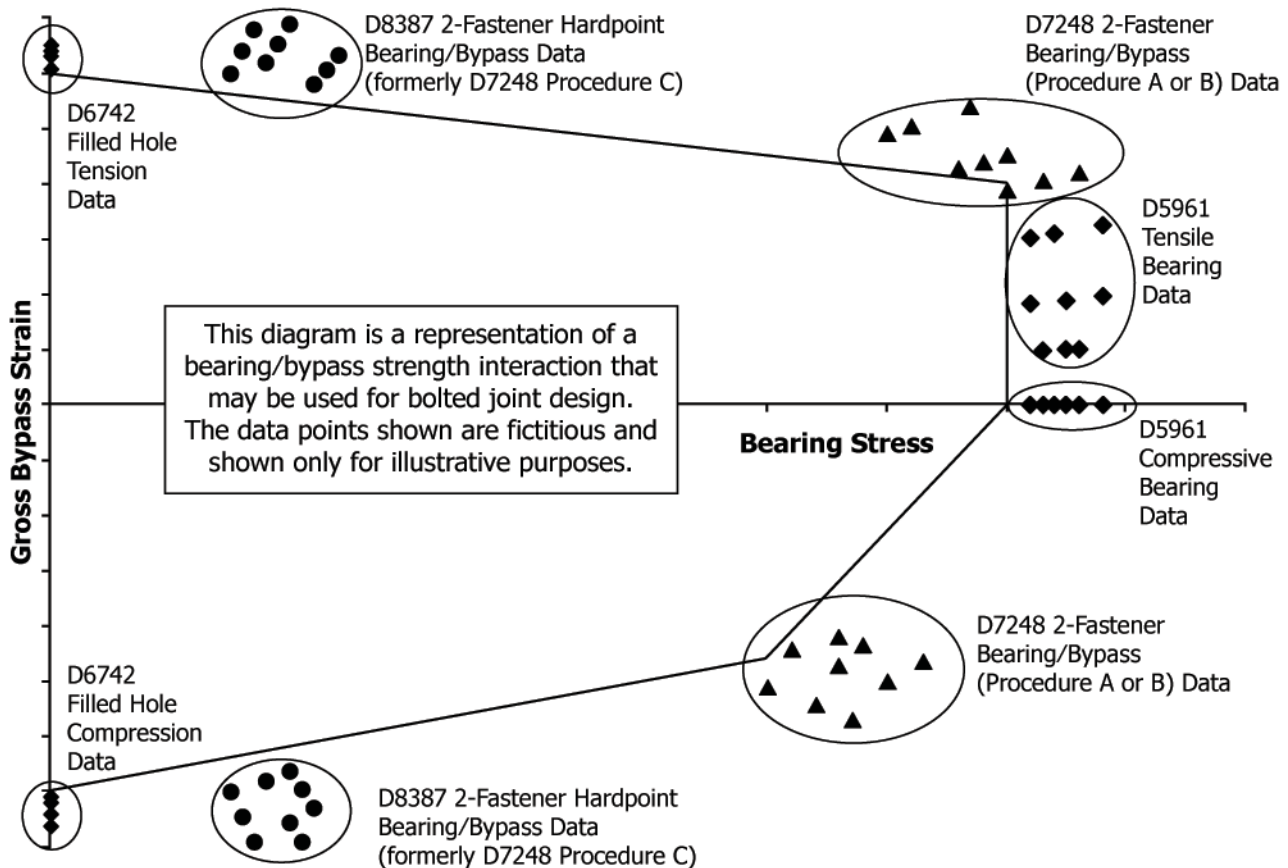 D8387 2-Fastener Hardpoint
Bearing/Bypass Data
(formerly D7248 Procedure C)
D7248 2-Fastener
Bearing/Bypass
(Procedure A or B) Data
D6742
Filled Hole
Tension
Data
D5961
Tensile
Bearing
Data
Gross Bypass Strain
This diagram is a representation of a
bearing/bypass strength interaction that
may be used for bolted joint design.
The data points shown are fictitious and
shown only for illustrative purposes.
Bearing Stress
D5961
Compressive
Bearing
Data
D7248 2-Fastener
Bearing/Bypass
(Procedure A or B) Data
D6742
Filled Hole
Compression
Data
D8387 2-Fastener Hardpoint
Bearing/Bypass Data
(formerly D7248 Procedure C)